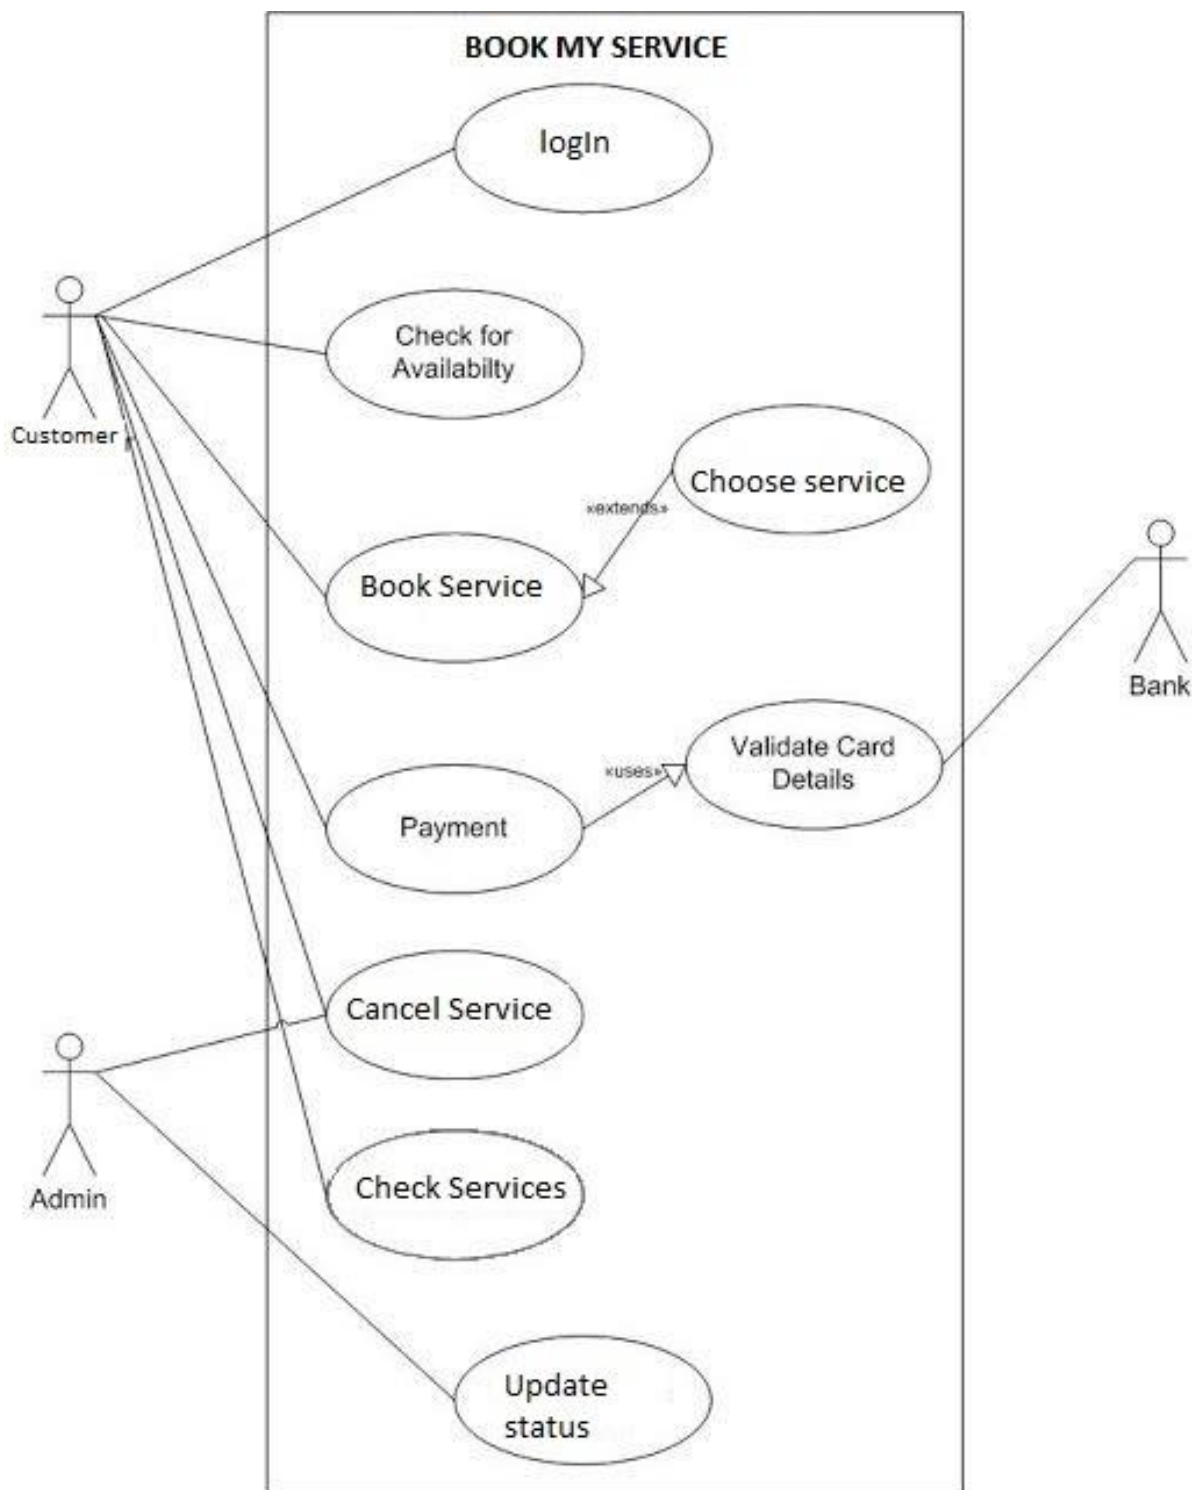 BOOK MY SERVICE
logIn
Check for
Availabilty
Customer
Choose service
«extends»
Book Service
Bank
Validate Card
Details
«uses»
Payment
Cancel Service
Admin
Check Services
Update
status